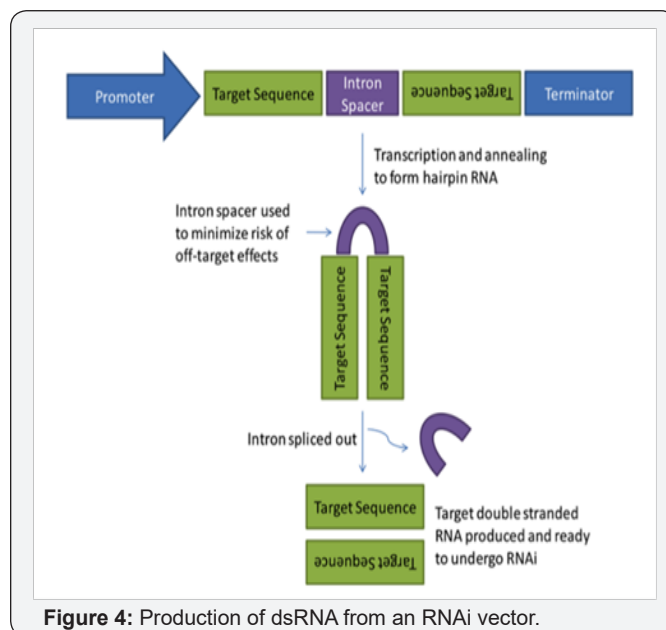 Promoter
Target Sequence
Intron
Spacer
Target Sequence
Terminator
Transcription and annealing
to form hairpin RNA
Intron spacer used
to minimize risk of
off-target effects
Target Sequence
Target Sequence
Intron spliced out
Target Sequence
Target Sequence
Target double stranded
RNA produced and ready
to undergo RNAi
Figure 4: Production of dsRNA from an RNAi vector.